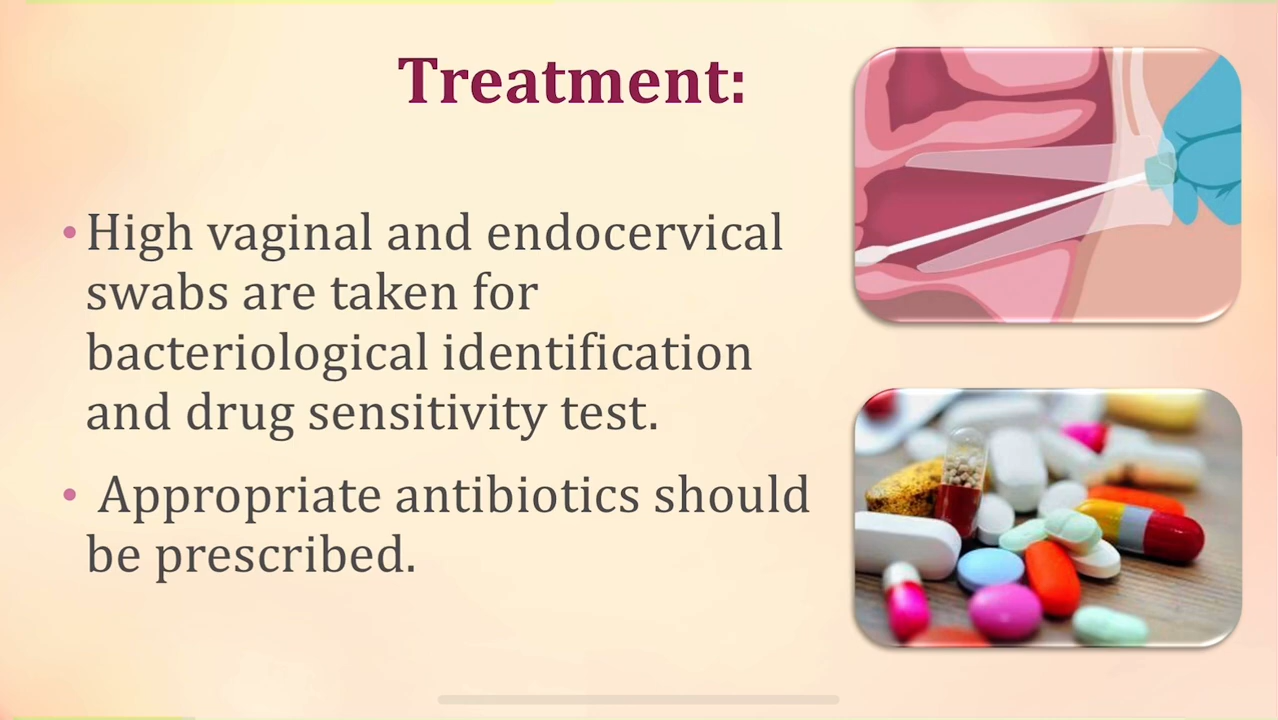 Treatment:
• High vaginal and endocervical
swabs are taken for
bacteriological identification
and drug sensitivity test.
• Appropriate antibiotics should
be prescribed.